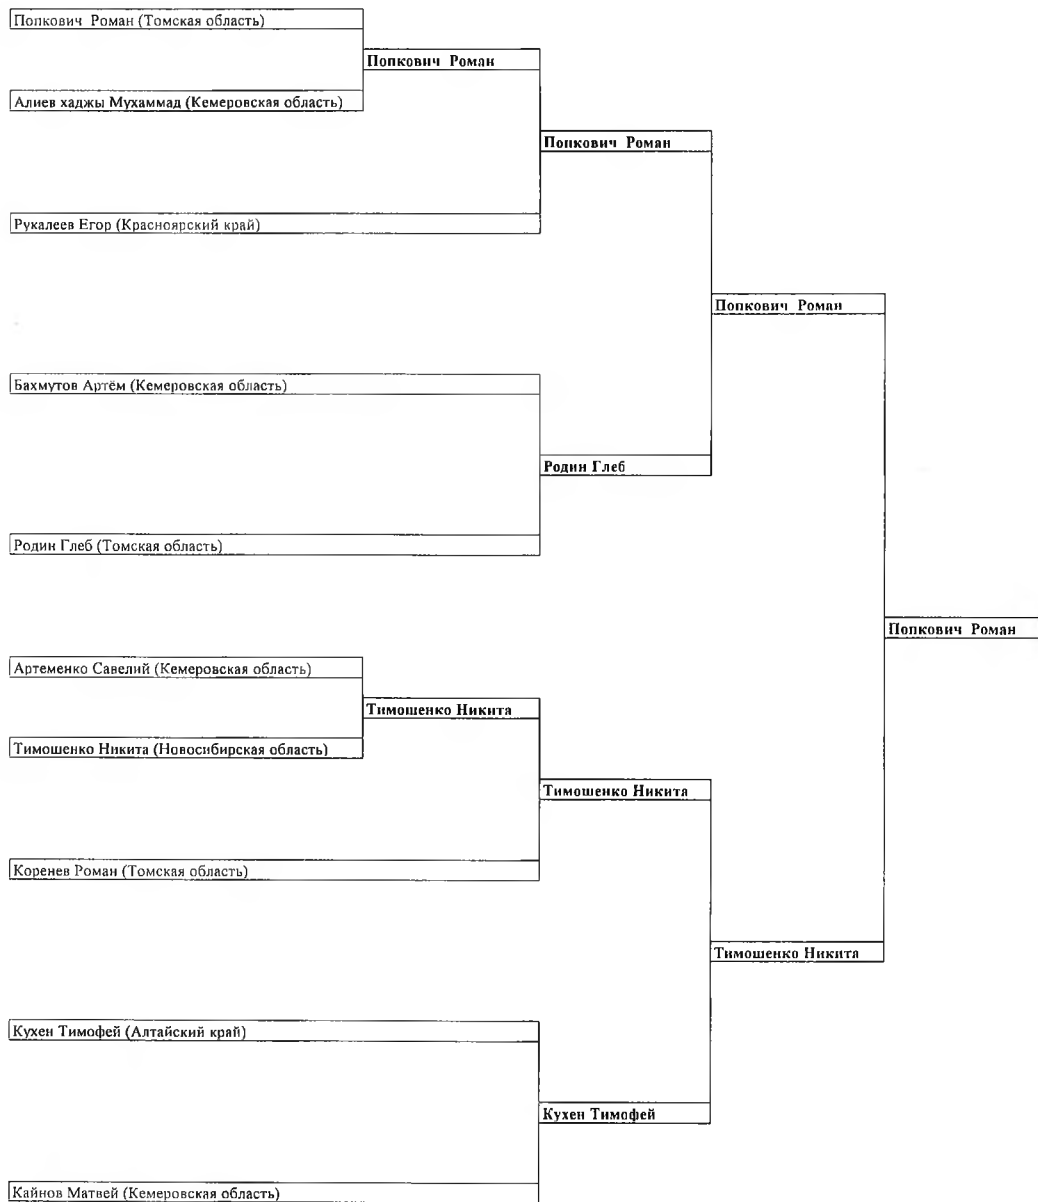 Попкович Роман (Томская область)
Попкович Роман
Алиев хаджы Мухаммад (Кемеровская область)
Попкович Роман
Рукалеев Егор (Красноярский край)
Попкович Роман
Бахмутов Артём (Кемеровская область)
Родин Глеб
Родин Глеб (Томская область)
Попкович Роман
Артеменко Савелий (Кемеровская область)
Тимошенко Никита
Тимошенко Никита (Новосибирская область)
Тимошенко Никита
Коренев Роман (Томская область)
Тимошенко Никита
Кухен Тимофей (Алтайский край)
Кухен Тимофей
Кайнов Матвей (Кемеровская область)